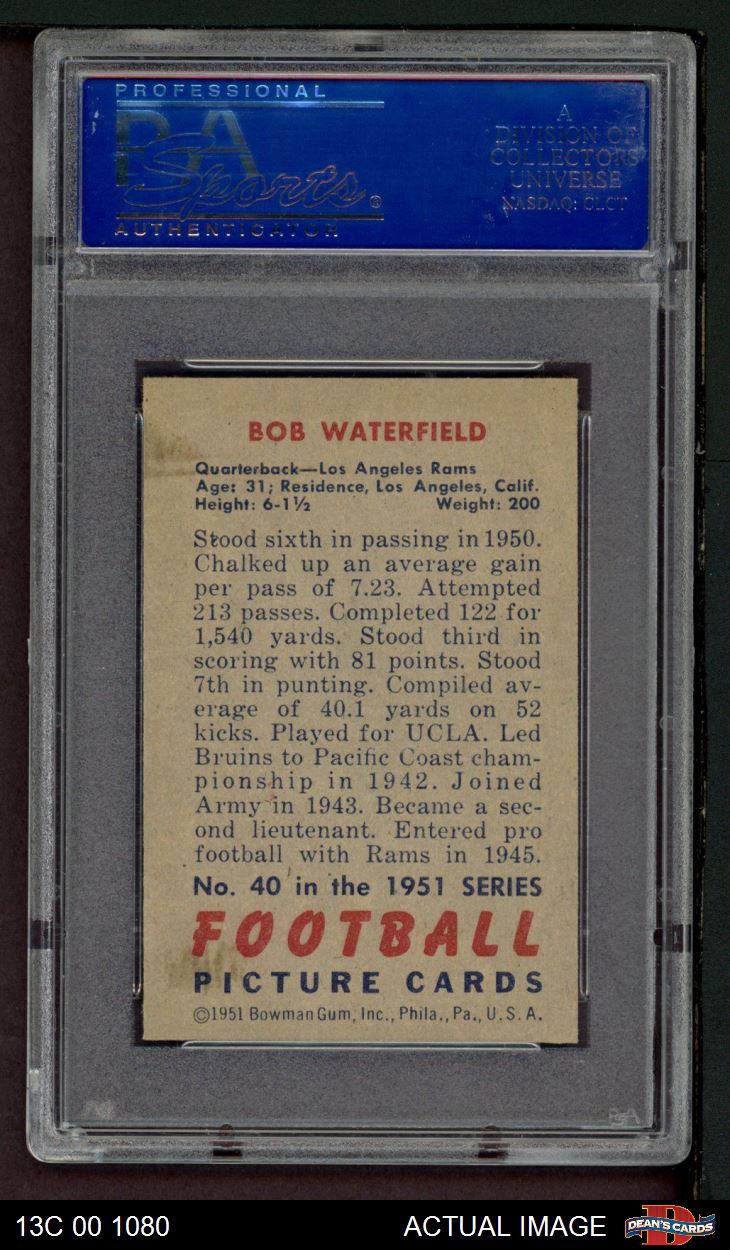 PROFESSIONAL
PSA
Sports®
AUTHENTICATOR
A
DIVISION OF
COLLECTORS
UNIVERSE
NASDAQ: CLCT
BOB WATERFIELD
Quarterback—Los Angeles Rams
Age: 31; Residence, Los Angeles, Calif.
Height: 6-1½ Weight: 200
Stood sixth in passing in 1950.
Chalked up an average gain
per pass of 7.23. Attempted
213 passes. Completed 122 for
1,540 yards. Stood third in
scoring with 81 points. Stood
7th in punting. Compiled av-
erage of 40.1 yards on 52
kicks. Played for UCLA. Led
Bruins to Pacific Coast cham-
pionship in 1942. Joined
Army in 1943. Became a sec-
ond lieutenant. Entered pro
football with Rams in 1945.
No. 40 in the 1951 SERIES
FOOTBALL
PICTURE CARDS
©1951 Bowman Gum, Inc., Phila., Pa., U.S.A.
PSA
13C 00 1080
ACTUAL IMAGE
DEAN'S CARDS